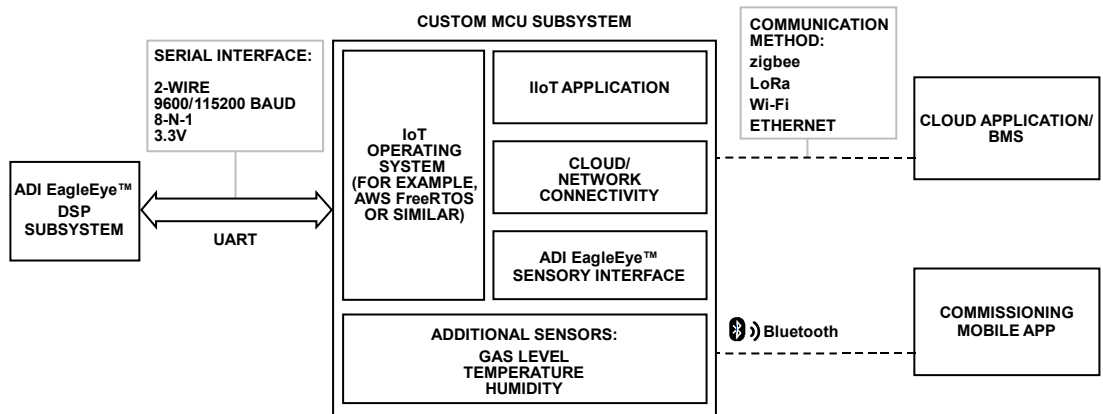 CUSTOM MCU SUBSYSTEM
SERIAL INTERFACE:
2-WIRE
9600/115200 BAUD
8-N-1
3.3V
ADI EagleEye™
DSP
SUBSYSTEM
UART
IoT
OPERATING
SYSTEM
(FOR EXAMPLE,
AWS FreeRTOS
OR SIMILAR)
IIoT APPLICATION
CLOUD/
NETWORK
CONNECTIVITY
ADI EagleEye™
SENSORY INTERFACE
ADDITIONAL SENSORS:
GAS LEVEL
TEMPERATURE
HUMIDITY
COMMUNICATION
METHOD:
zigbee
LoRa
Wi-Fi
ETHERNET
CLOUD APPLICATION/
BMS
Bluetooth
COMMISSIONING
MOBILE APP